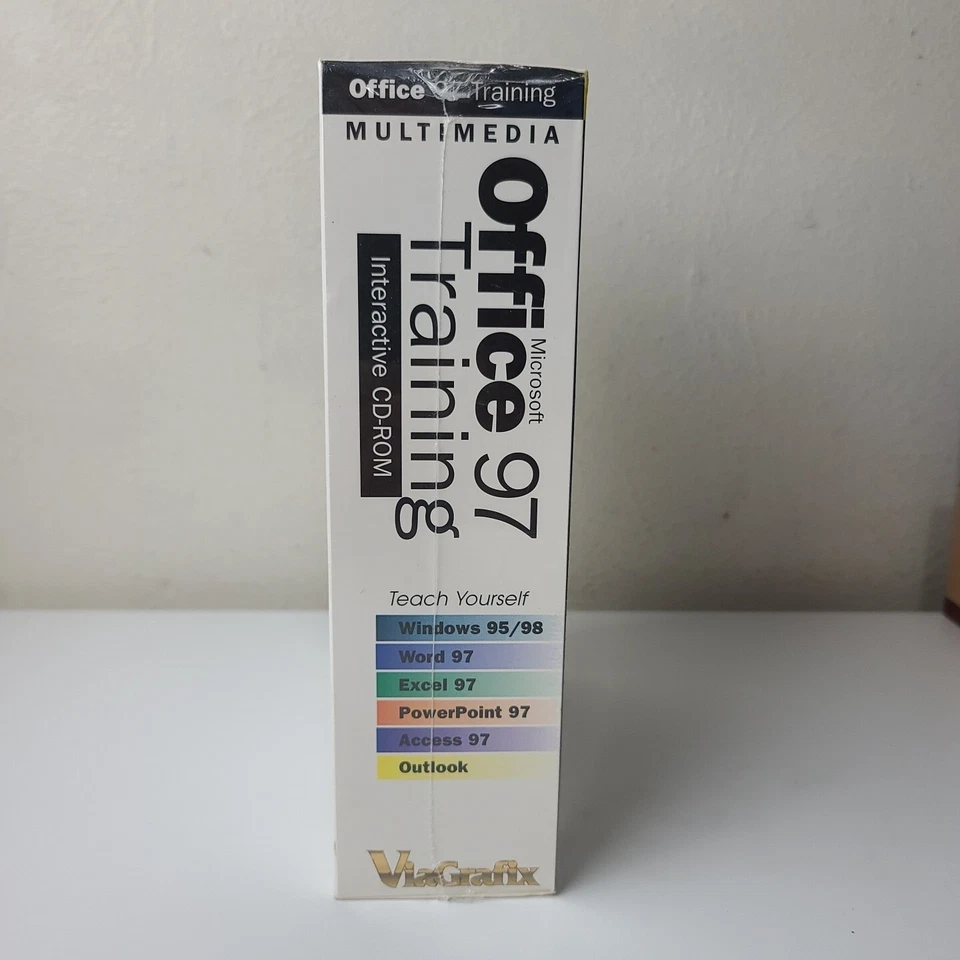 Office 97 Training
MULTIMEDIA
Microsoft
Office 97
Training
Interactive CD-ROM
Teach Yourself
Windows 95/98
Word 97
Excel 97
PowerPoint 97
Access 97
Outlook
ViaGrafix